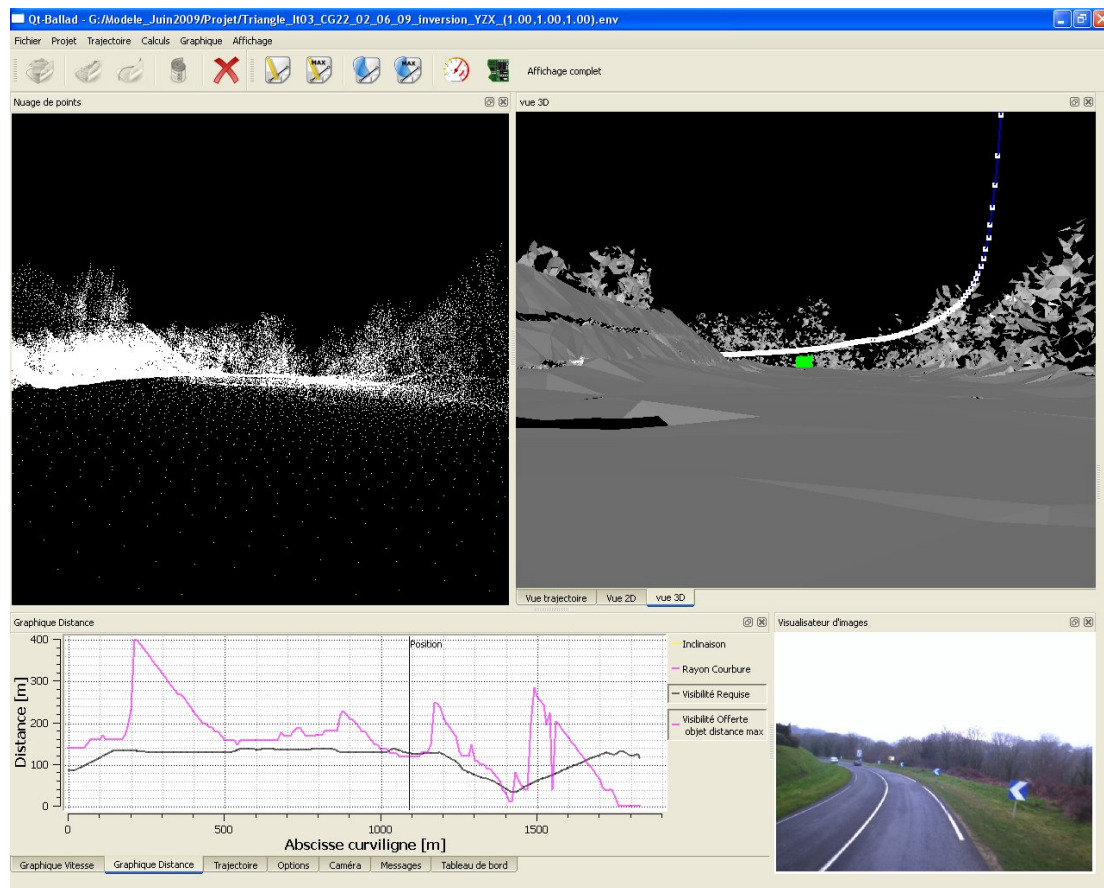 Qt-Ballad - G:/Modele_Juin2009/Projet/Triangle_lt03_CG22_02_06_09_inversion_YZX_(1.00,1.00,1.00).env
Fichier Projet Trajectoire Calculs Graphique Affichage
MAX MAX Affichage complet
Nuage de points
vue 3D
Vue trajectoire Vue 2D vue 3D
Graphique Distance
Visualisateur d'images
Distance [m]
400
300
200
100
0
Position
0 500 1000 1500
Abscisse curviligne [m]
Inclinaison
Rayon Courbure
Visibilité Requise
Visibilité Offerte
objet distance max
Graphique Vitesse Graphique Distance Trajectoire Options Caméra Messages Tableau de bord